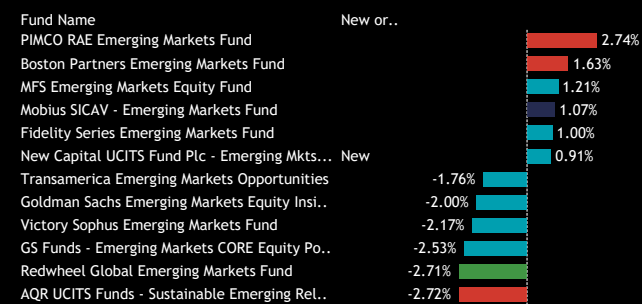 Fund Name New or..
PIMCO RAE Emerging Markets Fund 2.74%
Boston Partners Emerging Markets Fund 1.63%
MFS Emerging Markets Equity Fund 1.21%
Mobius SICAV - Emerging Markets Fund 1.07%
Fidelity Series Emerging Markets Fund 1.00%
New Capital UCITS Fund Plc - Emerging Mkts... New 0.91%
Transamerica Emerging Markets Opportunities -1.76%
Goldman Sachs Emerging Markets Equity Insi.. -2.00%
Victory Sophus Emerging Markets Fund -2.17%
GS Funds - Emerging Markets CORE Equity Po.. -2.53%
Redwheel Global Emerging Markets Fund -2.71%
AQR UCITS Funds - Sustainable Emerging Rel.. -2.72%